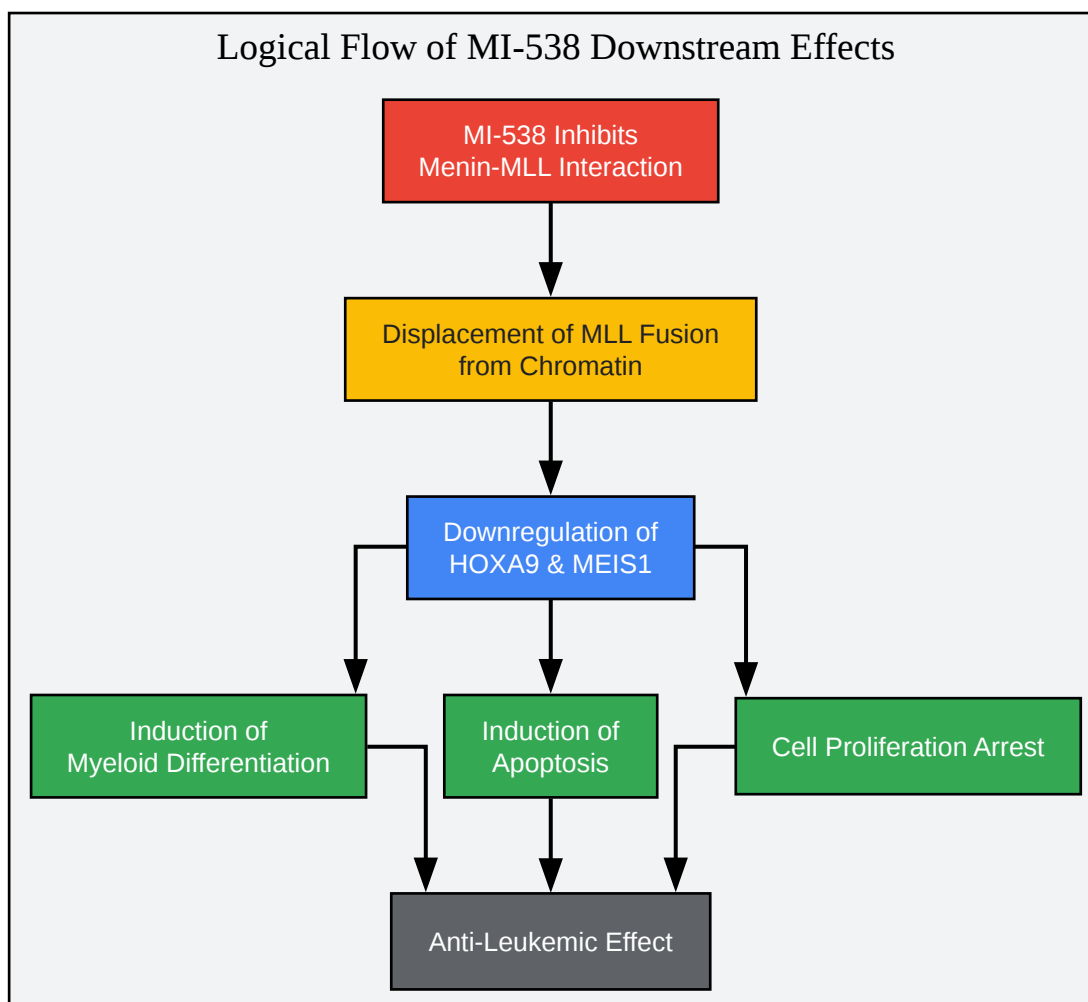 Logical Flow of MI-538 Downstream Effects
MI-538 Inhibits
Menin-MLL Interaction
Displacement of MLL Fusion
from Chromatin
Downregulation of
HOXA9 & MEIS1
Induction of
Myeloid Differentiation
Induction of
Apoptosis
Cell Proliferation Arrest
Anti-Leukemic Effect